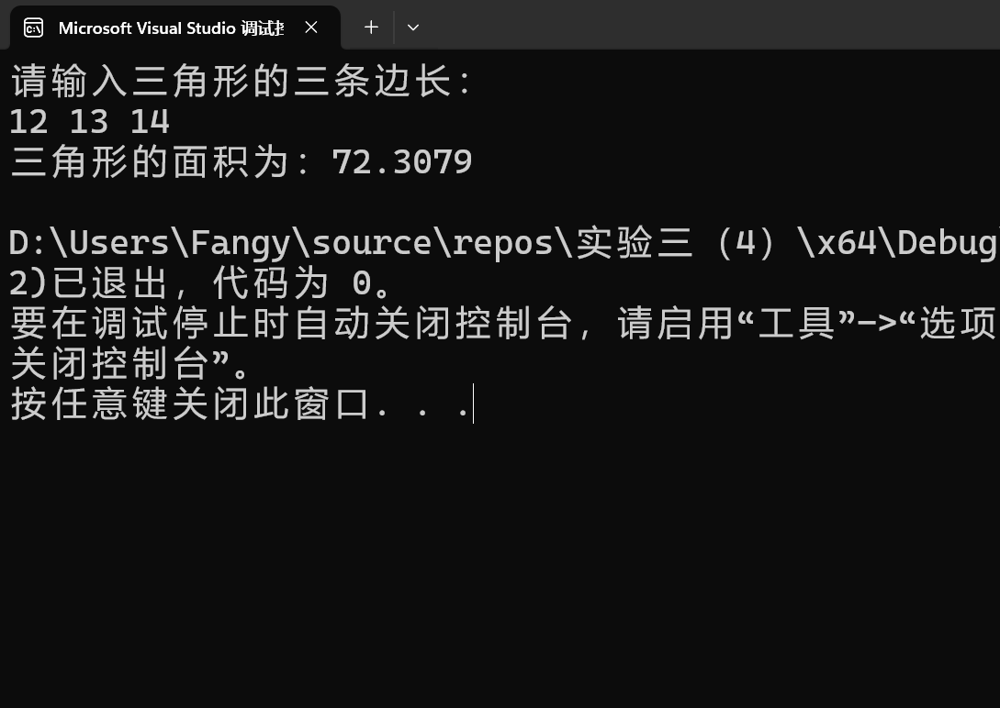 Microsoft Visual Studio 调试
请输入三角形的三条边长：
12 13 14
三角形的面积为：72.3079
D:\Users\Fangy\source\repos\实验三（4）\x64\Debug
2)已退出，代码为 0。
要在调试停止时自动关闭控制台，请启用“工具”->“选项
关闭控制台”。
按任意键关闭此窗口. . .